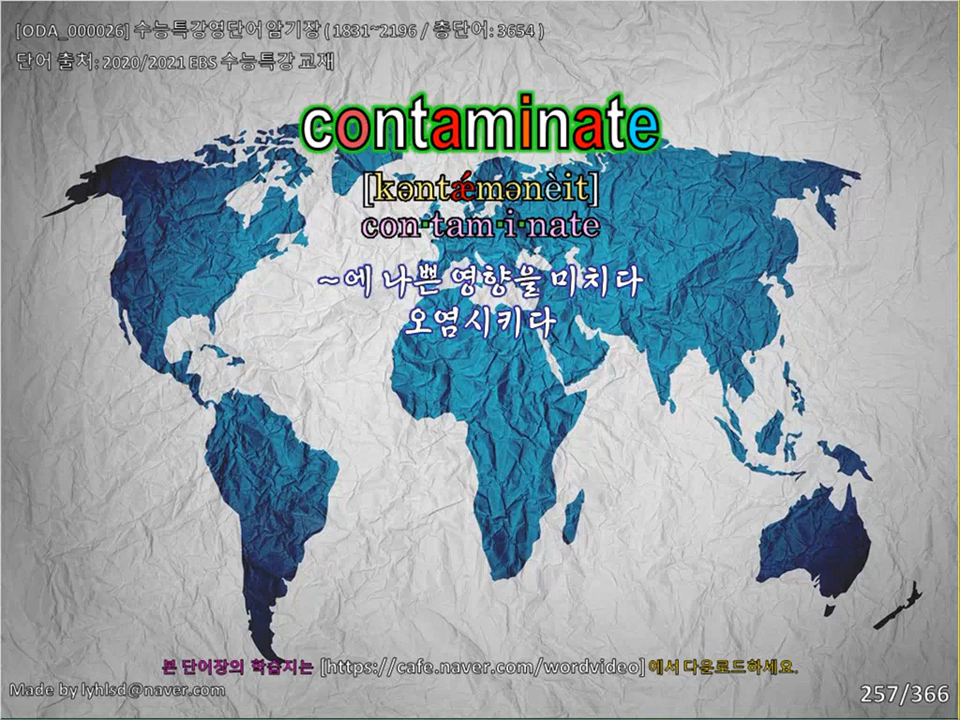 [ODA_000026] 수능특강영단어 암기장 ( 1831~2196 / 총단어: 3654 )
단어 출처: 2020/2021 EBS 수능특강 교재
contaminate
[kəntǽmənèit]
con·tam·i·nate
~에 나쁜 영향을 미치다
오염시키다
본 단어장의 학습지는 [https://cafe.naver.com/wordvideo] 에서 다운로드하세요.
Made by lyhlsd@naver.com
257/366